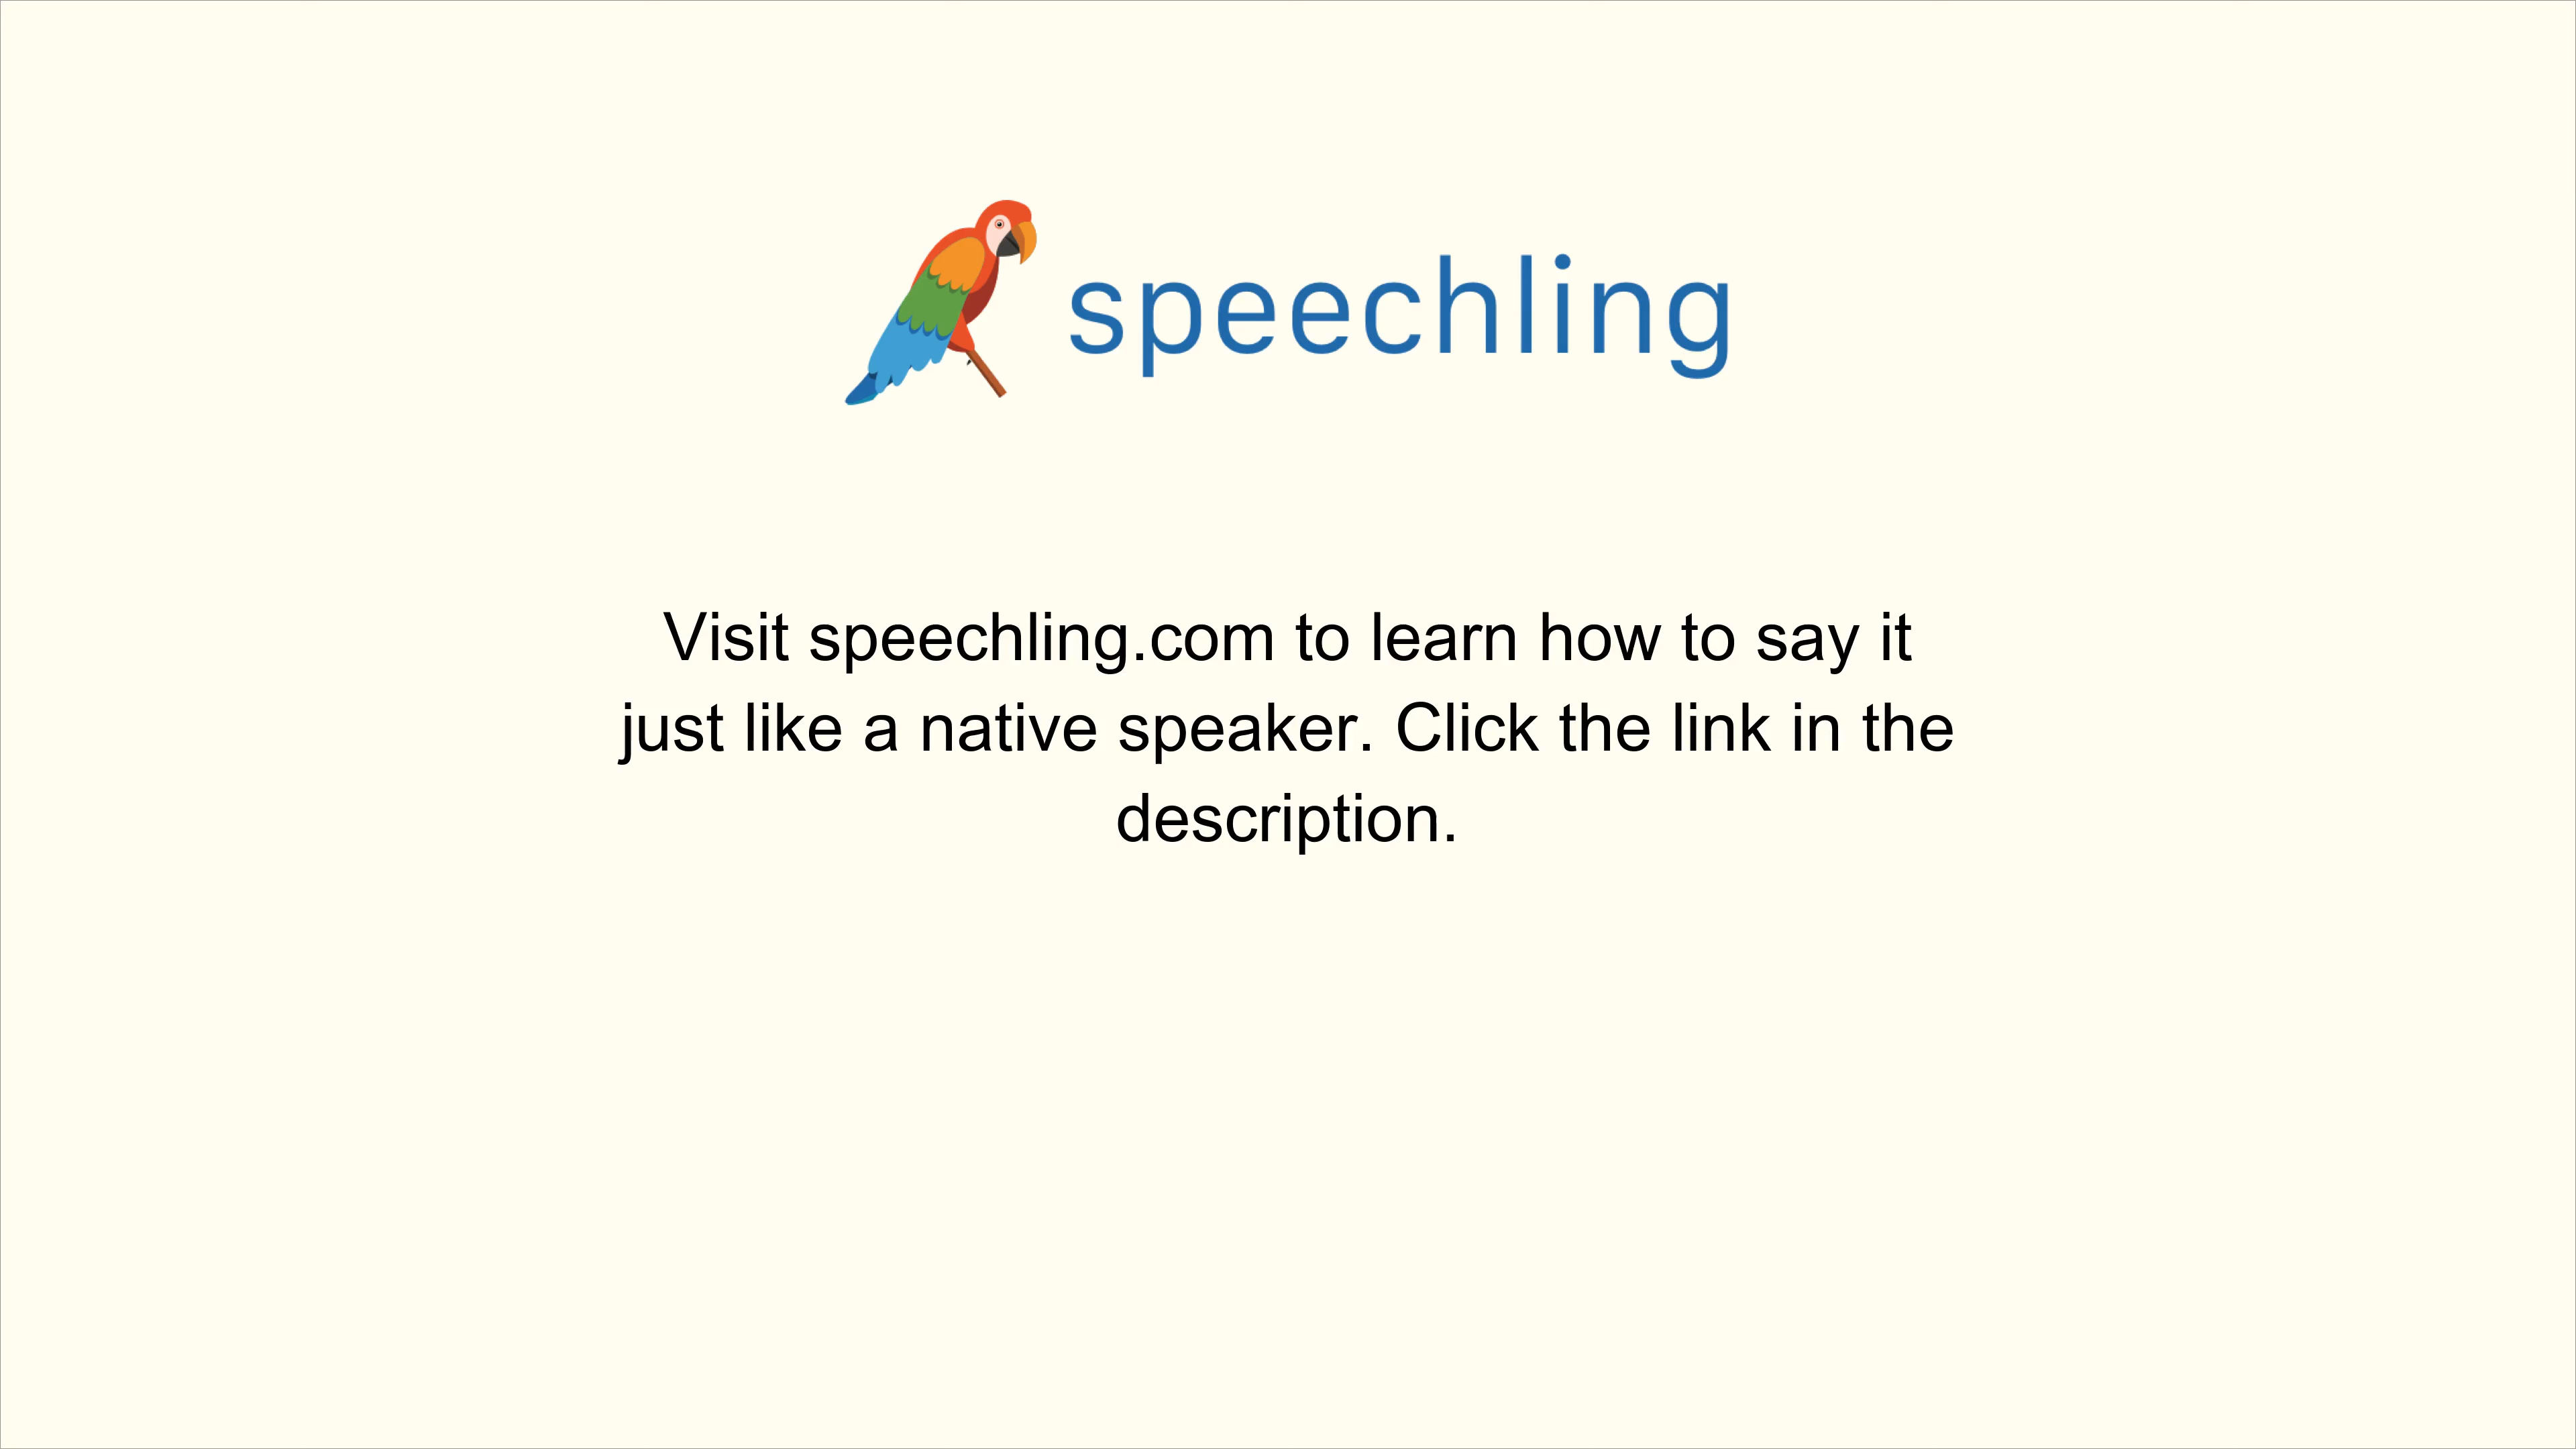 speechling
Visit speechling.com to learn how to say it
just like a native speaker. Click the link in the
description.